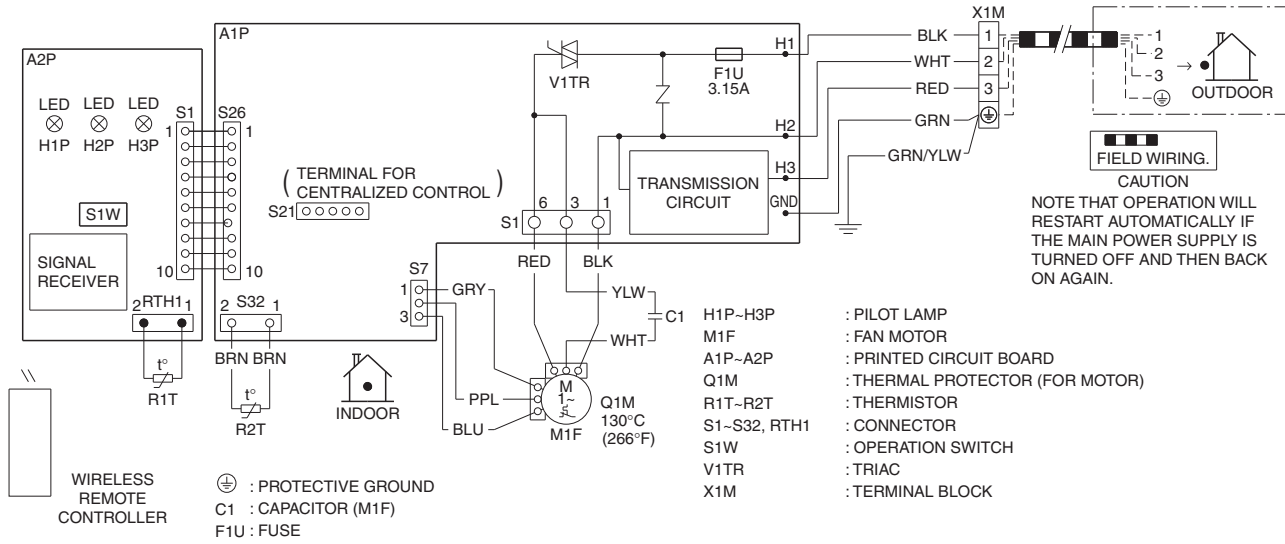 A2P
LED LED LED
H1P H2P H3P
S1
S26
1
1
10
10
S1W
SIGNAL
RECEIVER
RTH1
2
1
t°
R1T
WIRELESS
REMOTE
CONTROLLER
A1P
( TERMINAL FOR
CENTRALIZED CONTROL )
S21
S32
2
1
BRN BRN
t°
R2T
INDOOR
V1TR
F1U
3.15A
H1
H2
H3
GND
TRANSMISSION
CIRCUIT
6
3
1
S1
RED
BLK
YLW
C1
WHT
S7
1
3
GRY
PPL
BLU
M
1~
M1F
Q1M
130°C
(266°F)
X1M
BLK
1
WHT
2
RED
3
GRN
GRN/YLW
1
2
3
OUTDOOR
FIELD WIRING.
CAUTION
NOTE THAT OPERATION WILL
RESTART AUTOMATICALLY IF
THE MAIN POWER SUPPLY IS
TURNED OFF AND THEN BACK
ON AGAIN.
: PROTECTIVE GROUND
C1 : CAPACITOR (M1F)
F1U : FUSE
H1P~H3P : PILOT LAMP
M1F : FAN MOTOR
A1P~A2P : PRINTED CIRCUIT BOARD
Q1M : THERMAL PROTECTOR (FOR MOTOR)
R1T~R2T : THERMISTOR
S1~S32, RTH1 : CONNECTOR
S1W : OPERATION SWITCH
V1TR : TRIAC
X1M : TERMINAL BLOCK